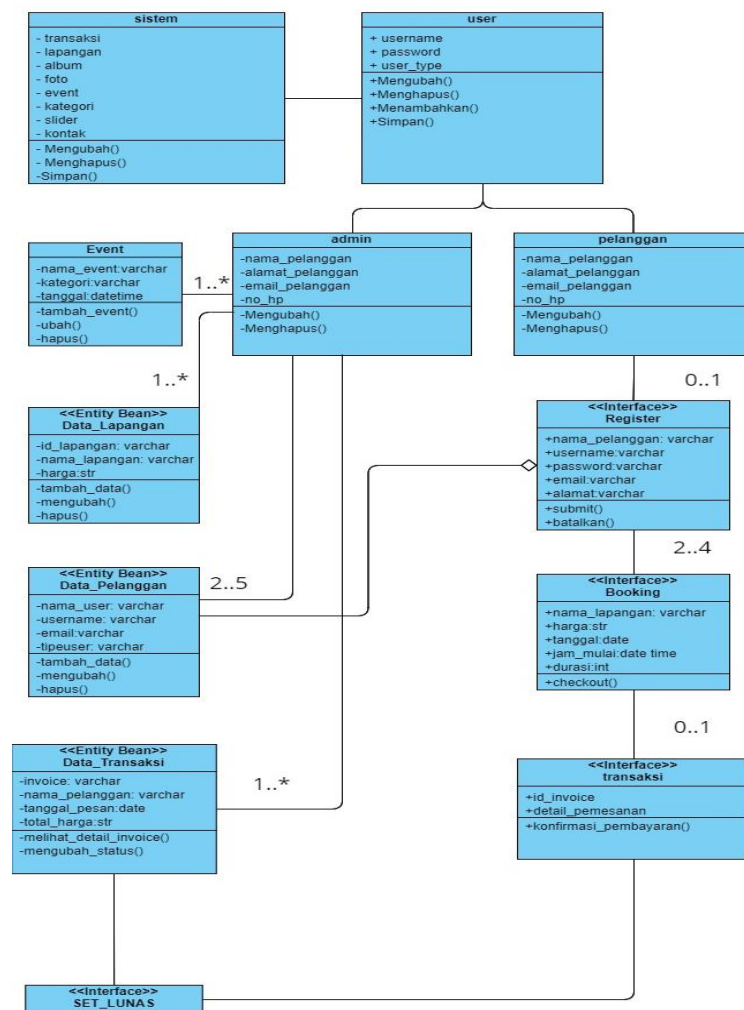 sistem
- transaksi
- lapangan
- album
- foto
- event
- kategori
- slider
- kontak
- Mengubah()
- Menghapus()
-Simpan()
user
+ username
+ password
+ user_type
+Mengubah()
+Menghapus()
+Menambahkan()
+Simpan()
Event
-nama_event:varchar
-kategori:varchar
-tanggal:datetime
-tambah_event()
-ubah()
-hapus()
1..*
admin
-nama_pelanggan
-alamat_pelanggan
-email_pelanggan
-no_hp
-Mengubah()
-Menghapus()
pelanggan
-nama_pelanggan
-alamat_pelanggan
-email_pelanggan
-no_hp
-Mengubah()
-Menghapus()
1..*
0..1
<<Entity Bean>>
Data_Lapangan
-id_lapangan: varchar
-nama_lapangan: varchar
-harga:str
-tambah_data()
-mengubah()
-hapus()
<<Interface>>
Register
+nama_pelanggan: varchar
+username:varchar
+password:varchar
+email:varchar
+alamat:varchar
+submit()
+batalkan()
2..4
<<Entity Bean>>
Data_Pelanggan
-nama_user: varchar
-username: varchar
-email:varchar
-tipeuser: varchar
-tambah_data()
-mengubah()
-hapus()
2..5
<<Interface>>
Booking
+nama_lapangan: varchar
+harga:str
+tanggal:date
+jam_mulai:date time
+durasi:int
+checkout()
0..1
<<Entity Bean>>
Data_Transaksi
-invoice: varchar
-nama_pelanggan: varchar
-tanggal_pesan:date
-total_harga:str
-melihat_detail_invoice()
-mengubah_status()
1..*
<<Interface>>
transaksi
+id_invoice
+detail_pemesanan
+konfirmasi_pembayaran()
<<Interface>>
SET_LUNAS